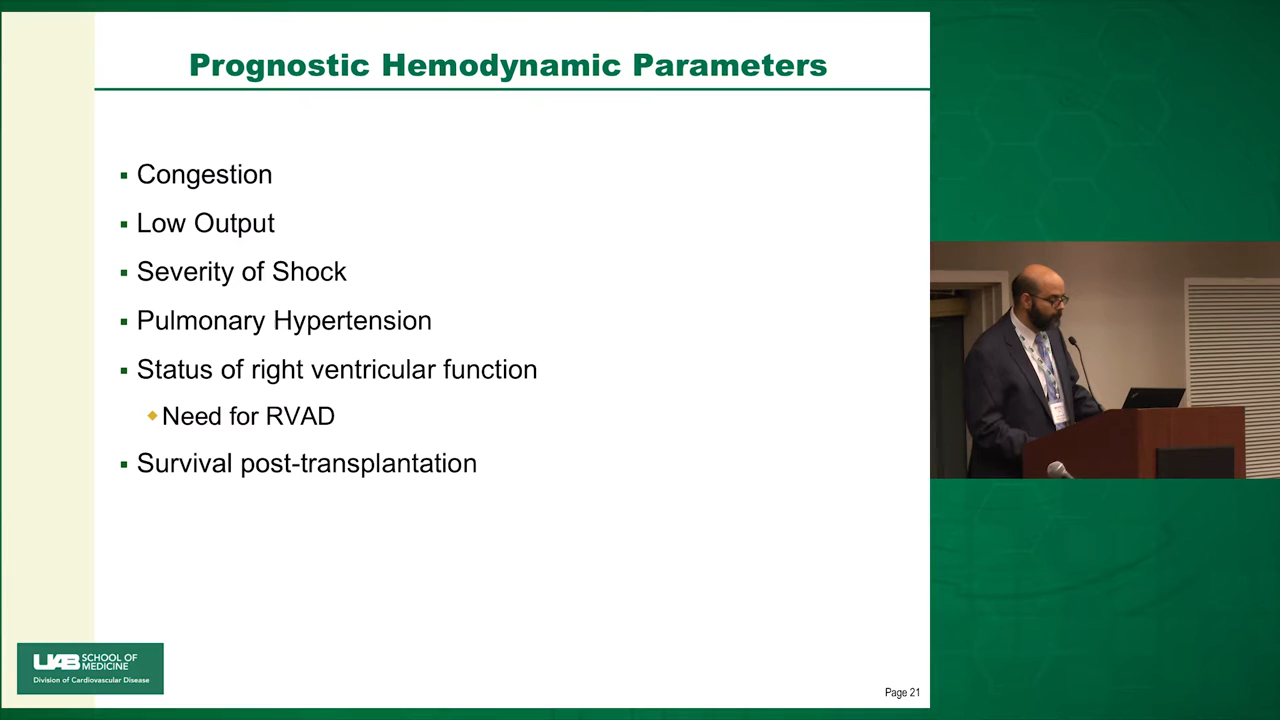 Prognostic Hemodynamic Parameters
▪ Congestion
▪ Low Output
▪ Severity of Shock
▪ Pulmonary Hypertension
▪ Status of right ventricular function
◆ Need for RVAD
▪ Survival post-transplantation
UAB SCHOOL OF
MEDICINE
Division of Cardiovascular Disease
Page 21